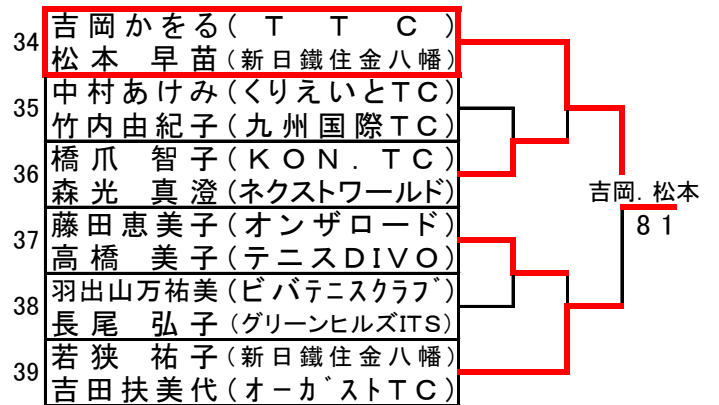 34
吉岡かをる(TTC)
松本 早苗(新日鐵住金八幡)
35
中村あけみ(くりえいとTC)
竹内由紀子(九州国際TC)
36
橋爪 智子(KON.TC)
森光 真澄(ネクストワールド)
37
藤田恵美子(オンザロード)
高橋 美子(テニスDIVO)
38
羽出山万祐美(ビバテニスクラブ)
長尾 弘子(グリーンヒルズITS)
39
若狭 祐子(新日鐵住金八幡)
吉田扶美代(オーガストTC)
吉岡.松本
81